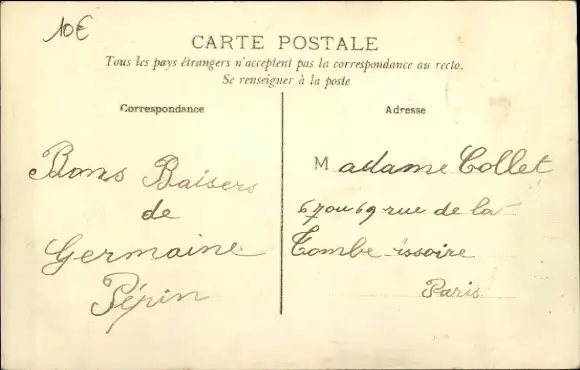 10€
CARTE POSTALE
Tous les pays étrangers n'acceptent pas la correspondance au recto.
Se renseigner à la poste
Correspondance
Bons Baisers
de
Germaine
Pépin
Adresse
Madame Collet
67 ou 69 rue de la
Tombe-issoire
Paris